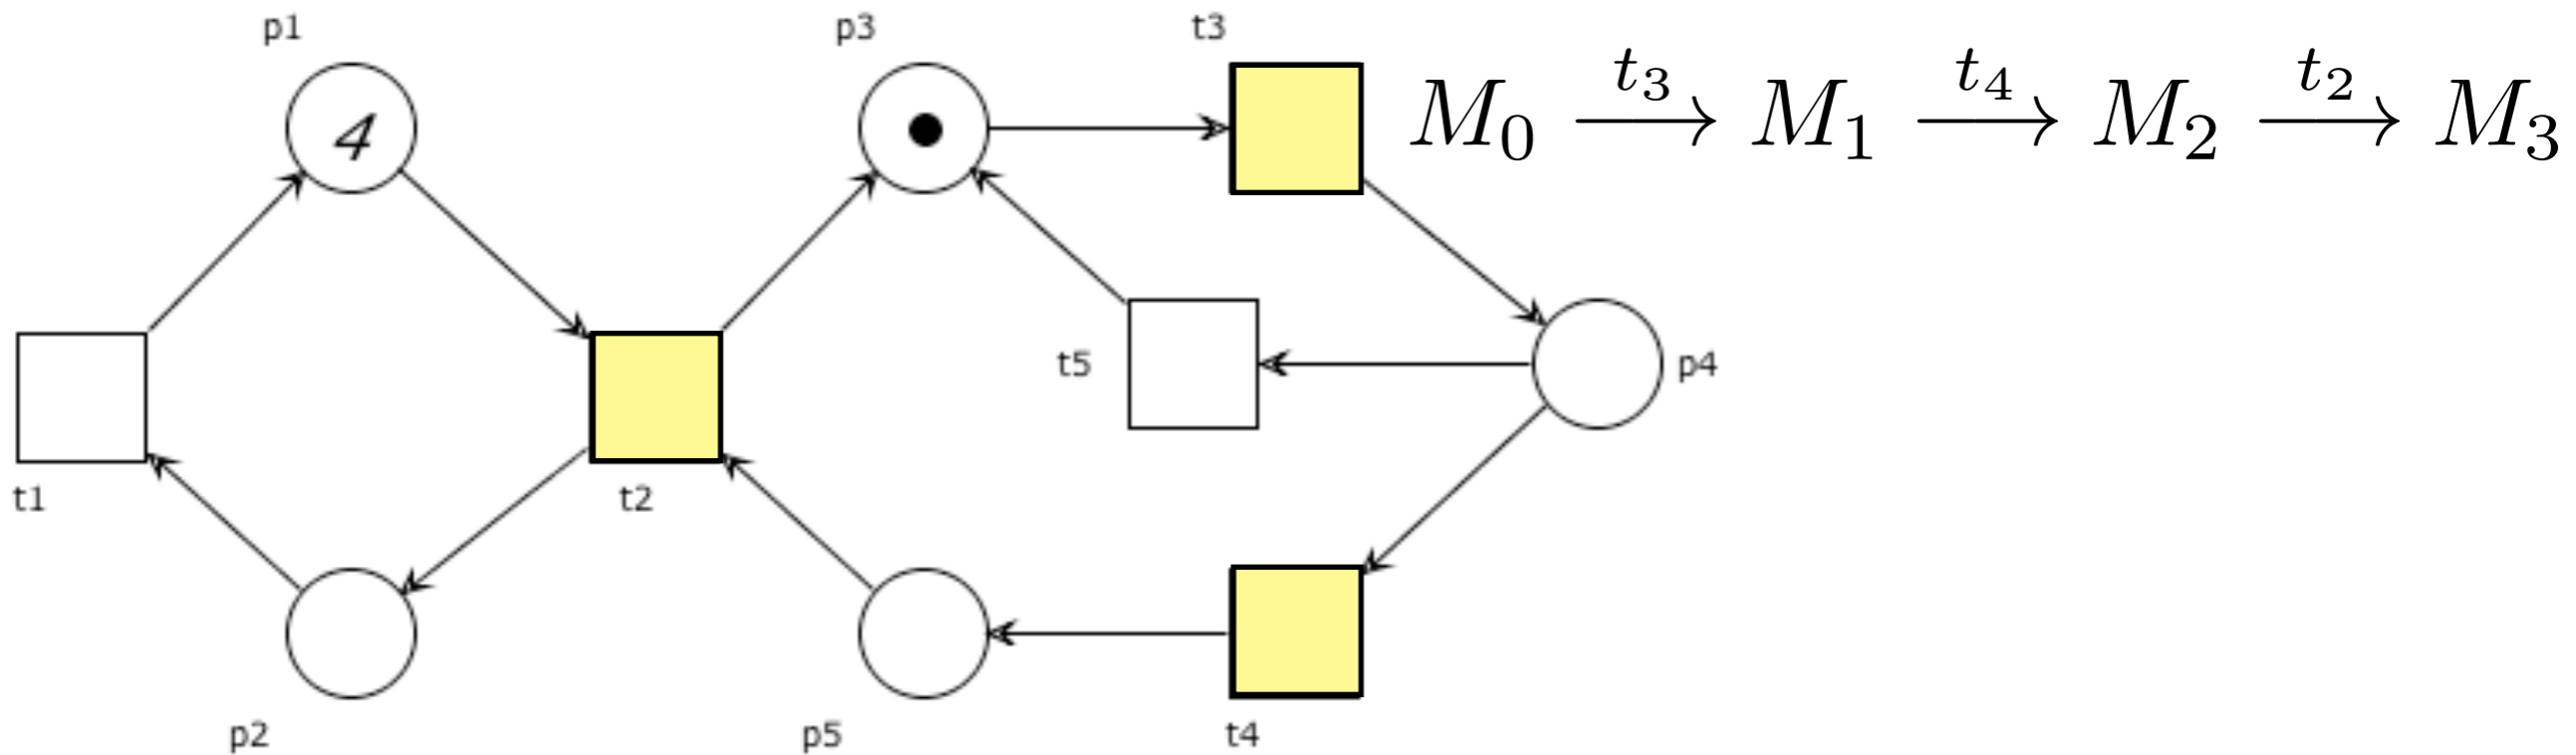 p1 p3 t3
4
M₀ —t₃→ M₁ —t₄→ M₂ —t₂→ M₃
t5 p4
t1 t2
p2 p5 t4